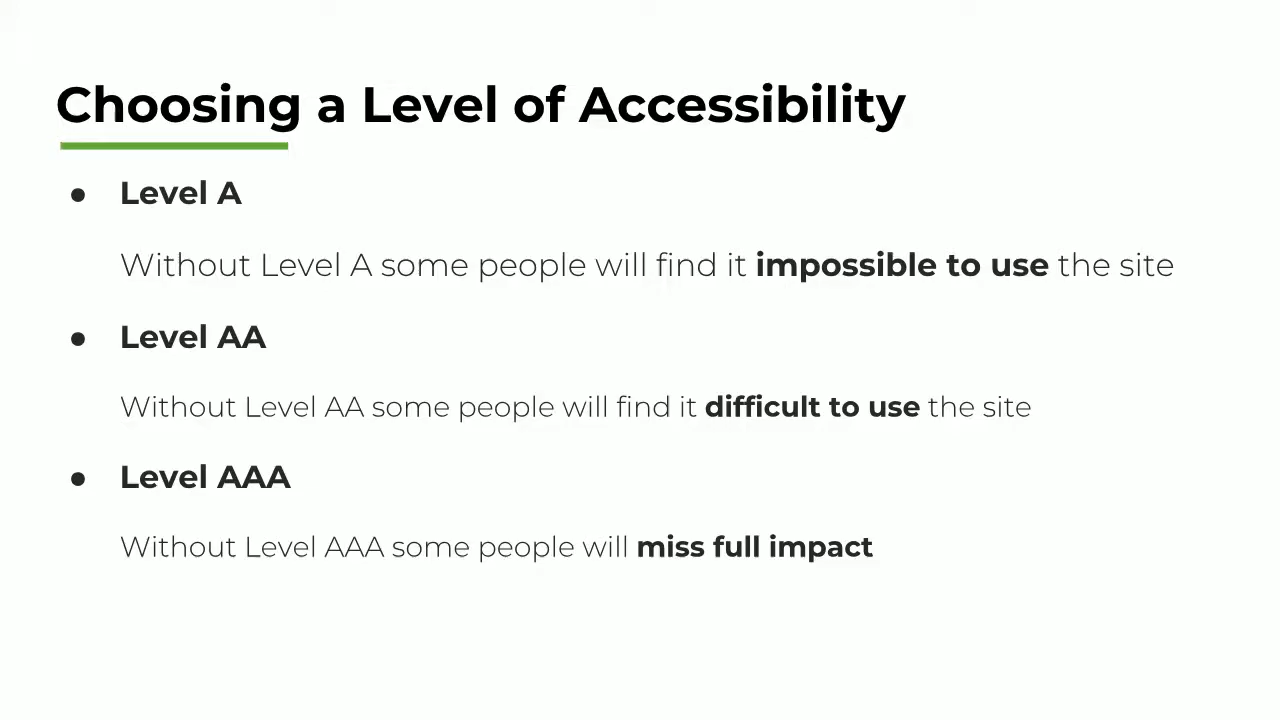 Choosing a Level of Accessibility
● Level A
Without Level A some people will find it impossible to use the site
● Level AA
Without Level AA some people will find it difficult to use the site
● Level AAA
Without Level AAA some people will miss full impact